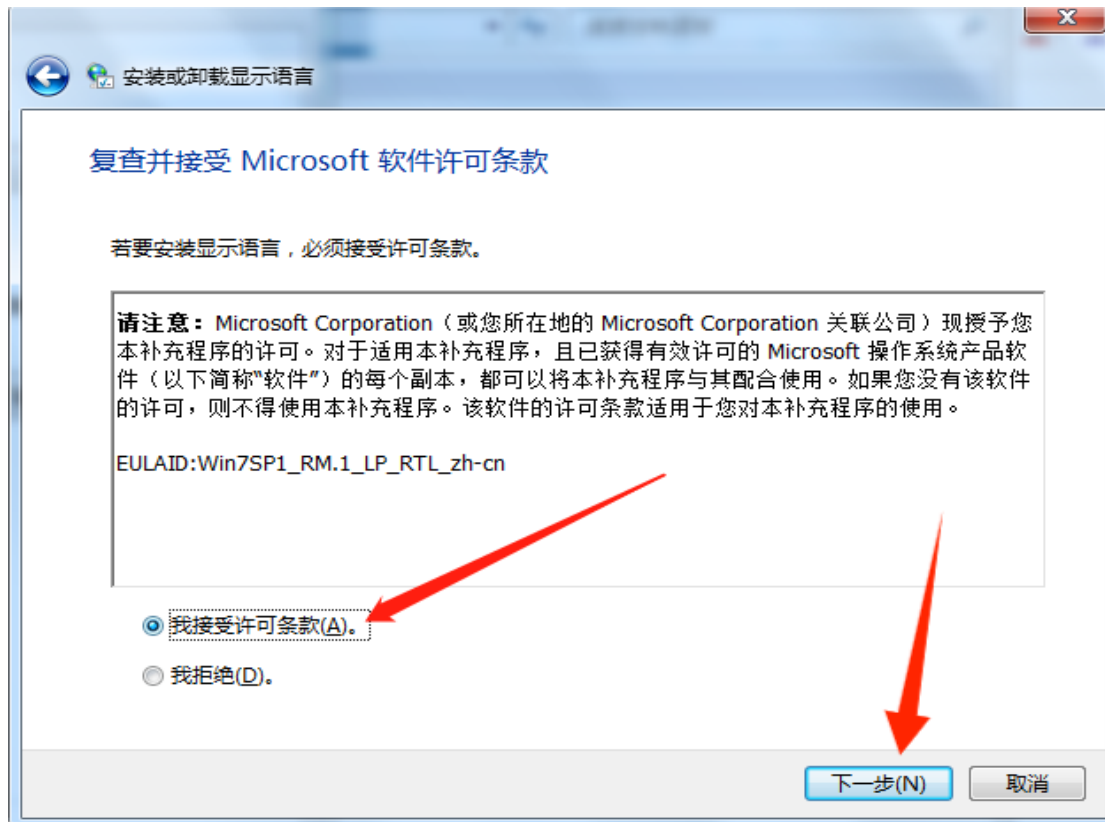 安装或卸载显示语言
复查并接受 Microsoft 软件许可条款
若要安装显示语言，必须接受许可条款。
请注意：Microsoft Corporation（或您所在地的 Microsoft Corporation 关联公司）现授予您
本补充程序的许可。对于适用本补充程序，且已获得有效许可的 Microsoft 操作系统产品软
件（以下简称“软件”）的每个副本，都可以将本补充程序与其配合使用。如果您没有该软件
的许可，则不得使用本补充程序。该软件的许可条款适用于您对本补充程序的使用。
EULAID:Win7SP1_RM.1_LP_RTL_zh-cn
我接受许可条款(A)。
我拒绝(D)。
下一步(N) 取消